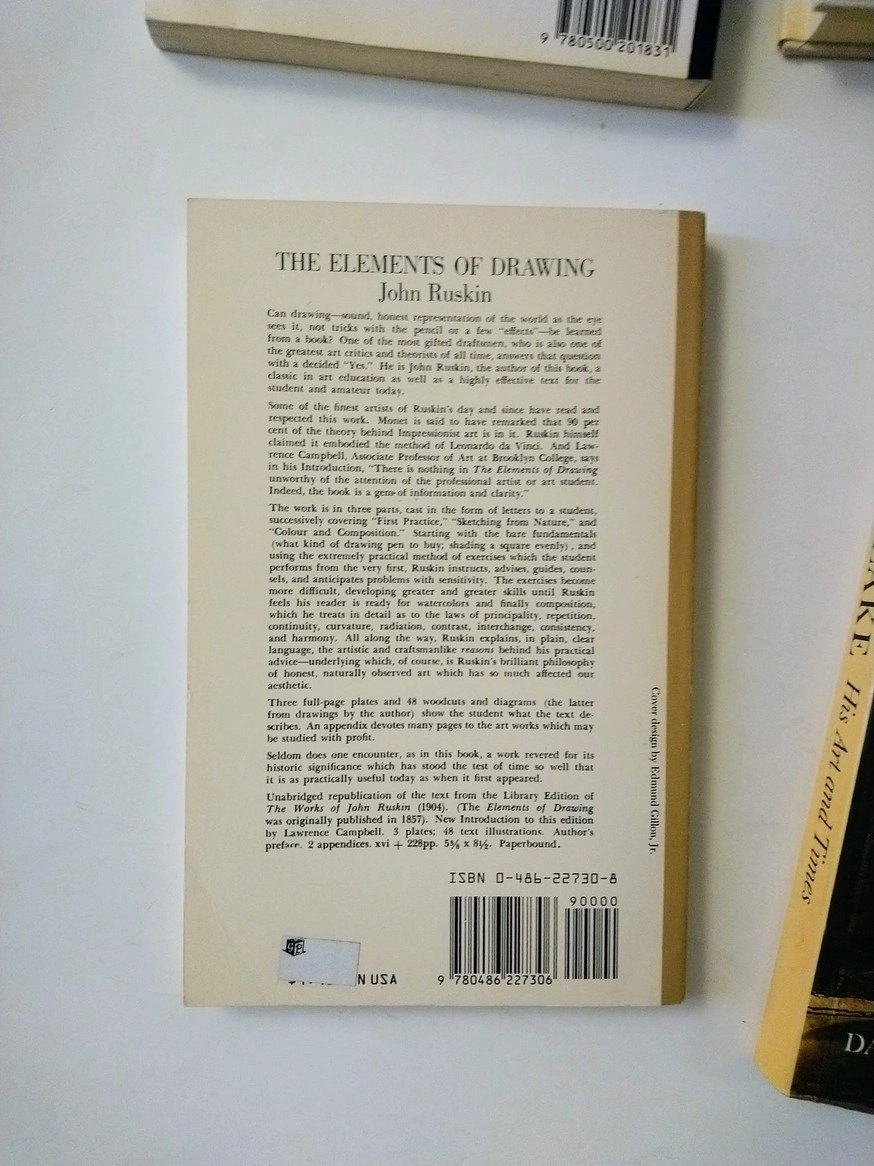 9 780500 201831
THE ELEMENTS OF DRAWING
John Ruskin
Can drawing—sound, honest representation of the world as the eye
sees it, not tricks with the pencil or a few "effects"—be learned
from a book? One of the most gifted draftsmen, who is also one of
the greatest art critics and theorists of all time, answers that question
with a decided "Yes." He is John Ruskin, the author of this book, a
classic in art education as well as a highly effective text for the
student and amateur today.
Some of the finest artists of Ruskin's day and since have read and
respected this work. Monet is said to have remarked that 90 per
cent of the theory behind Impressionist art is in it. Ruskin himself
claimed it embodied the method of Leonardo da Vinci. And Law-
rence Campbell, Associate Professor of Art at Brooklyn College, says
in his Introduction, "There is nothing in The Elements of Drawing
unworthy of the attention of the professional artist or art student.
Indeed, the book is a gem of information and clarity."
The work is in three parts, cast in the form of letters to a student,
successively covering "First Practice," "Sketching from Nature," and
"Colour and Composition." Starting with the bare fundamentals
(what kind of drawing pen to buy; shading a square evenly), and
using the extremely practical method of exercises which the student
performs from the very first, Ruskin instructs, advises, guides, coun-
sels, and anticipates problems with sensitivity. The exercises become
more difficult, developing greater and greater skills until Ruskin
feels his reader is ready for watercolors and finally composition,
which he treats in detail as to the laws of principality, repetition,
continuity, curvature, radiation, contrast, interchange, consistency,
and harmony. All along the way, Ruskin explains, in plain, clear
language, the artistic and craftsmanlike reasons behind his practical
advice—underlying which, of course, is Ruskin's brilliant philosophy
of honest, naturally observed art which has so much affected our
aesthetic.
Three full-page plates and 48 woodcuts and diagrams (the latter
from drawings by the author) show the student what the text de-
scribes. An appendix devotes many pages to the art works which may
be studied with profit.
Seldom does one encounter, as in this book, a work revered for its
historic significance which has stood the test of time so well that
it is as practically useful today as when it first appeared.
Unabridged republication of the text from the Library Edition of
The Works of John Ruskin (1904). (The Elements of Drawing
was originally published in 1857). New Introduction to this edition
by Lawrence Campbell. 3 plates; 48 text illustrations. Author's
preface. 2 appendices. xvi + 228pp. 5⅜ x 8½. Paperbound.
Cover design by Edmund Gillon, Jr.
ISBN 0-486-22730-8
90000
9 780486 227306
N USA
AKE His Art and Times
DA